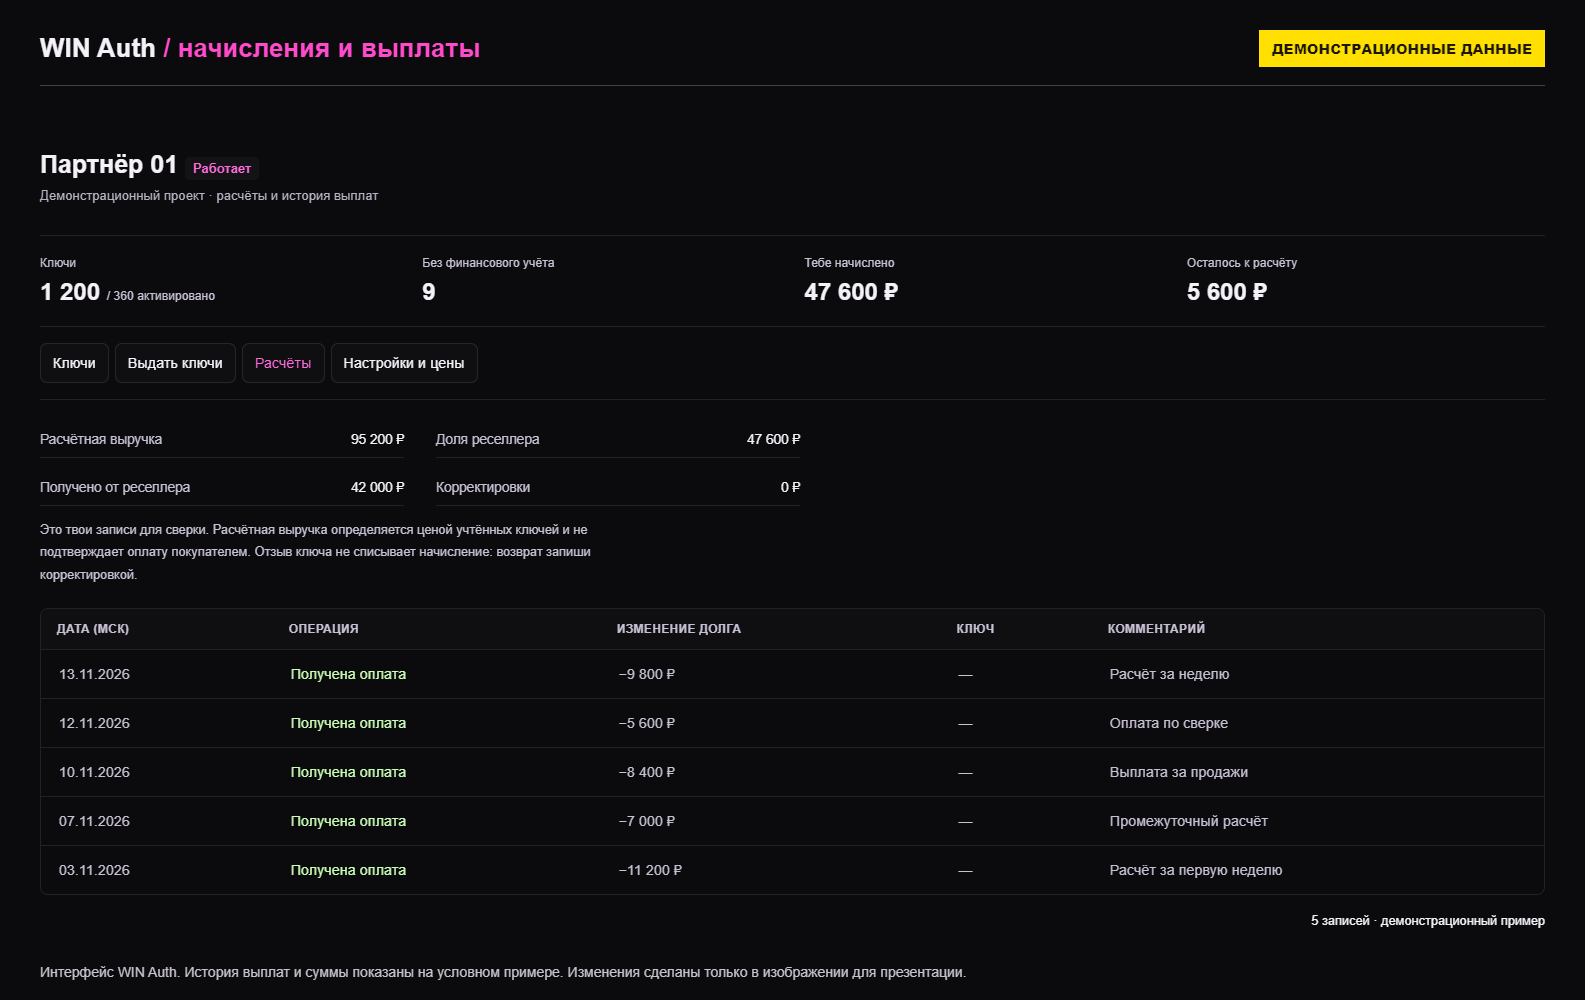 WIN Auth / начисления и выплаты
ДЕМОНСТРАЦИОННЫЕ ДАННЫЕ
Партнёр 01 Работает
Демонстрационный проект · расчёты и история выплат
Ключи
1 200 / 360 активировано
Без финансового учёта
9
Тебе начислено
47 600 ₽
Осталось к расчёту
5 600 ₽
Ключи Выдать ключи Расчёты Настройки и цены
Расчётная выручка 95 200 ₽ Доля реселлера 47 600 ₽
Получено от реселлера 42 000 ₽ Корректировки 0 ₽
Это твои записи для сверки. Расчётная выручка определяется ценой учтённых ключей и не
подтверждает оплату покупателем. Отзыв ключа не списывает начисление: возврат запиши
корректировкой.
ДАТА (МСК) ОПЕРАЦИЯ ИЗМЕНЕНИЕ ДОЛГА КЛЮЧ КОММЕНТАРИЙ
13.11.2026 Получена оплата −9 800 ₽ — Расчёт за неделю
12.11.2026 Получена оплата −5 600 ₽ — Оплата по сверке
10.11.2026 Получена оплата −8 400 ₽ — Выплата за продажи
07.11.2026 Получена оплата −7 000 ₽ — Промежуточный расчёт
03.11.2026 Получена оплата −11 200 ₽ — Расчёт за первую неделю
5 записей · демонстрационный пример
Интерфейс WIN Auth. История выплат и суммы показаны на условном примере. Изменения сделаны только в изображении для презентации.